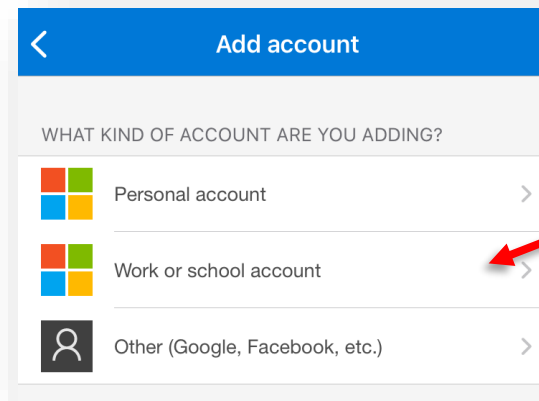 Add account
WHAT KIND OF ACCOUNT ARE YOU ADDING?
Personal account
Work or school account
Other (Google, Facebook, etc.)